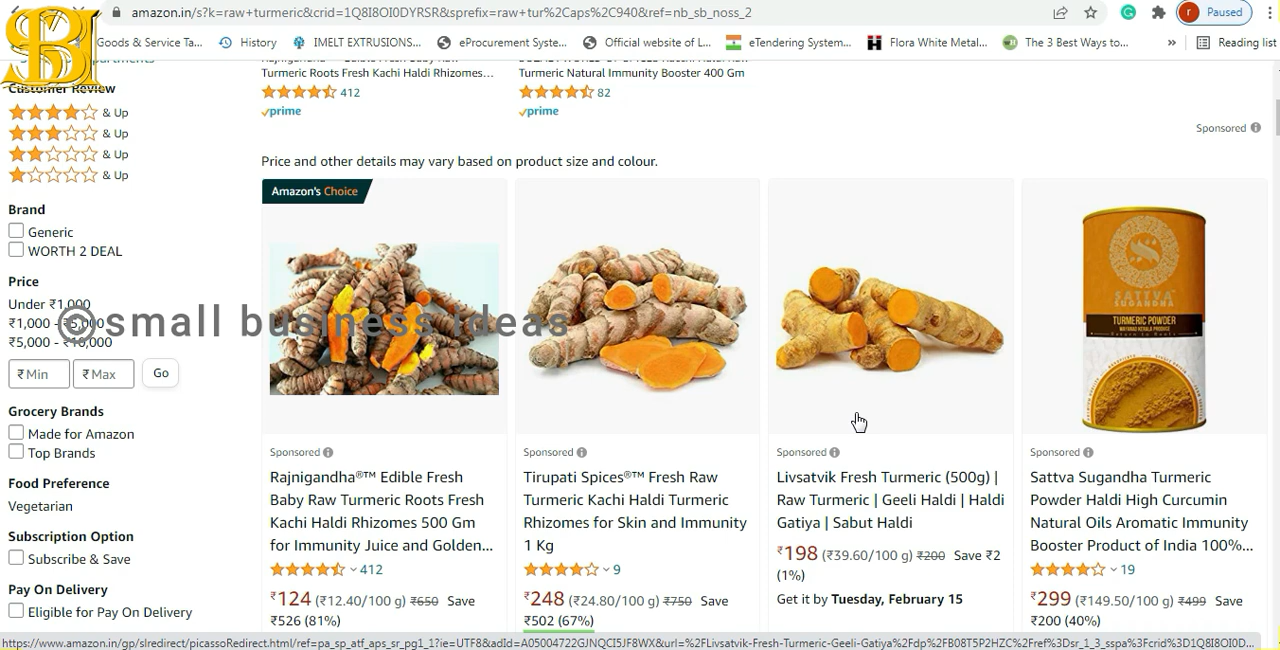 amazon.in/s?k=raw+turmeric&crid=1Q8I8OI0DYRSR&sprefix=raw+tur%2Caps%2C940&ref=nb_sb_noss_2
r Paused
Goods & Service Ta...
History
IMELT EXTRUSIONS...
eProcurement Syste...
Official website of L...
eTendering System...
Flora White Metal...
The 3 Best Ways to...
»
Reading list
SBI
Customer Review
& Up
& Up
& Up
& Up
Brand
Generic
WORTH 2 DEAL
Price
Under ₹1,000
₹1,000 - ₹5,000
₹5,000 - ₹10,000
₹ Min
₹ Max
Go
Grocery Brands
Made for Amazon
Top Brands
Food Preference
Vegetarian
Subscription Option
Subscribe & Save
Pay On Delivery
Eligible for Pay On Delivery
Turmeric Roots Fresh Kachi Haldi Rhizomes...
412
prime
Turmeric Natural Immunity Booster 400 Gm
82
prime
Sponsored
Price and other details may vary based on product size and colour.
©small business ideas
Amazon's Choice
Sponsored
Rajnigandha®™ Edible Fresh
Baby Raw Turmeric Roots Fresh
Kachi Haldi Rhizomes 500 Gm
for Immunity Juice and Golden...
412
₹124 (₹12.40/100 g) ₹650 Save
₹526 (81%)
Sponsored
Tirupati Spices®™ Fresh Raw
Turmeric Kachi Haldi Turmeric
Rhizomes for Skin and Immunity
1 Kg
9
₹248 (₹24.80/100 g) ₹750 Save
₹502 (67%)
Sponsored
Livsatvik Fresh Turmeric (500g) |
Raw Turmeric | Geeli Haldi | Haldi
Gatiya | Sabut Haldi
₹198 (₹39.60/100 g) ₹200 Save ₹2
(1%)
Get it by Tuesday, February 15
SATTVA
SUGANDHA
TURMERIC POWDER
Sponsored
Sattva Sugandha Turmeric
Powder Haldi High Curcumin
Natural Oils Aromatic Immunity
Booster Product of India 100%...
19
₹299 (₹149.50/100 g) ₹499 Save
₹200 (40%)
https://www.amazon.in/gp/slredirect/picassoRedirect.html/ref=pa_sp_atf_aps_sr_pg1_1?ie=UTF8&adId=A05004722GJNQCI5JF8WX&url=%2FLivsatvik-Fresh-Turmeric-Geeli-Gatiya%2Fdp%2FB08T5P2HZC%2Fref%3Dsr_1_3_sspa%3Fcrid%3D1Q8I8OI0D...